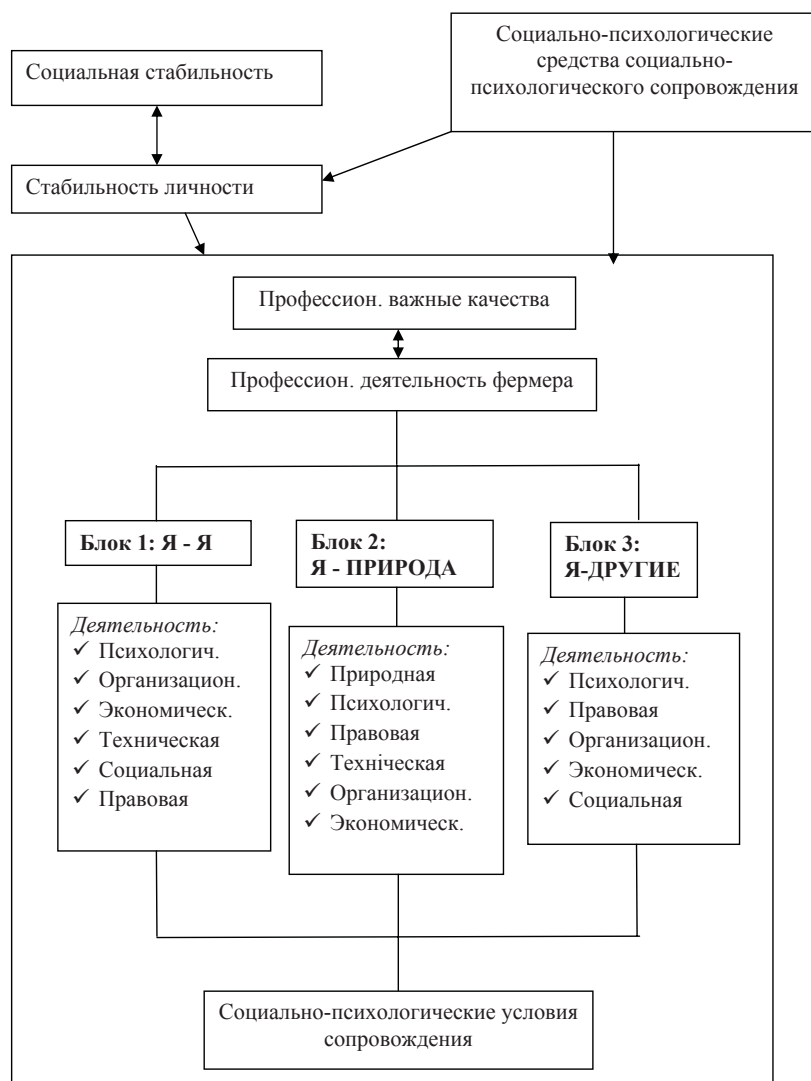 Социально-психологические
средства социально-
психологического сопровождения
Социальная стабильность
Стабильность личности
Профессион. важные качества
Профессион. деятельность фермера
Блок 1: Я - Я
Блок 2:
Я - ПРИРОДА
Блок 3:
Я-ДРУГИЕ
Деятельность:
✓ Психологич.
✓ Организацион.
✓ Экономическ.
✓ Техническая
✓ Социальная
✓ Правовая
Деятельность:
✓ Природная
✓ Психологич.
✓ Правовая
✓ Технiческая
✓ Организацион.
✓ Экономическ.
Деятельность:
✓ Психологич.
✓ Правовая
✓ Организацион.
✓ Экономическ.
✓ Социальная
Социально-психологические условия
сопровождения